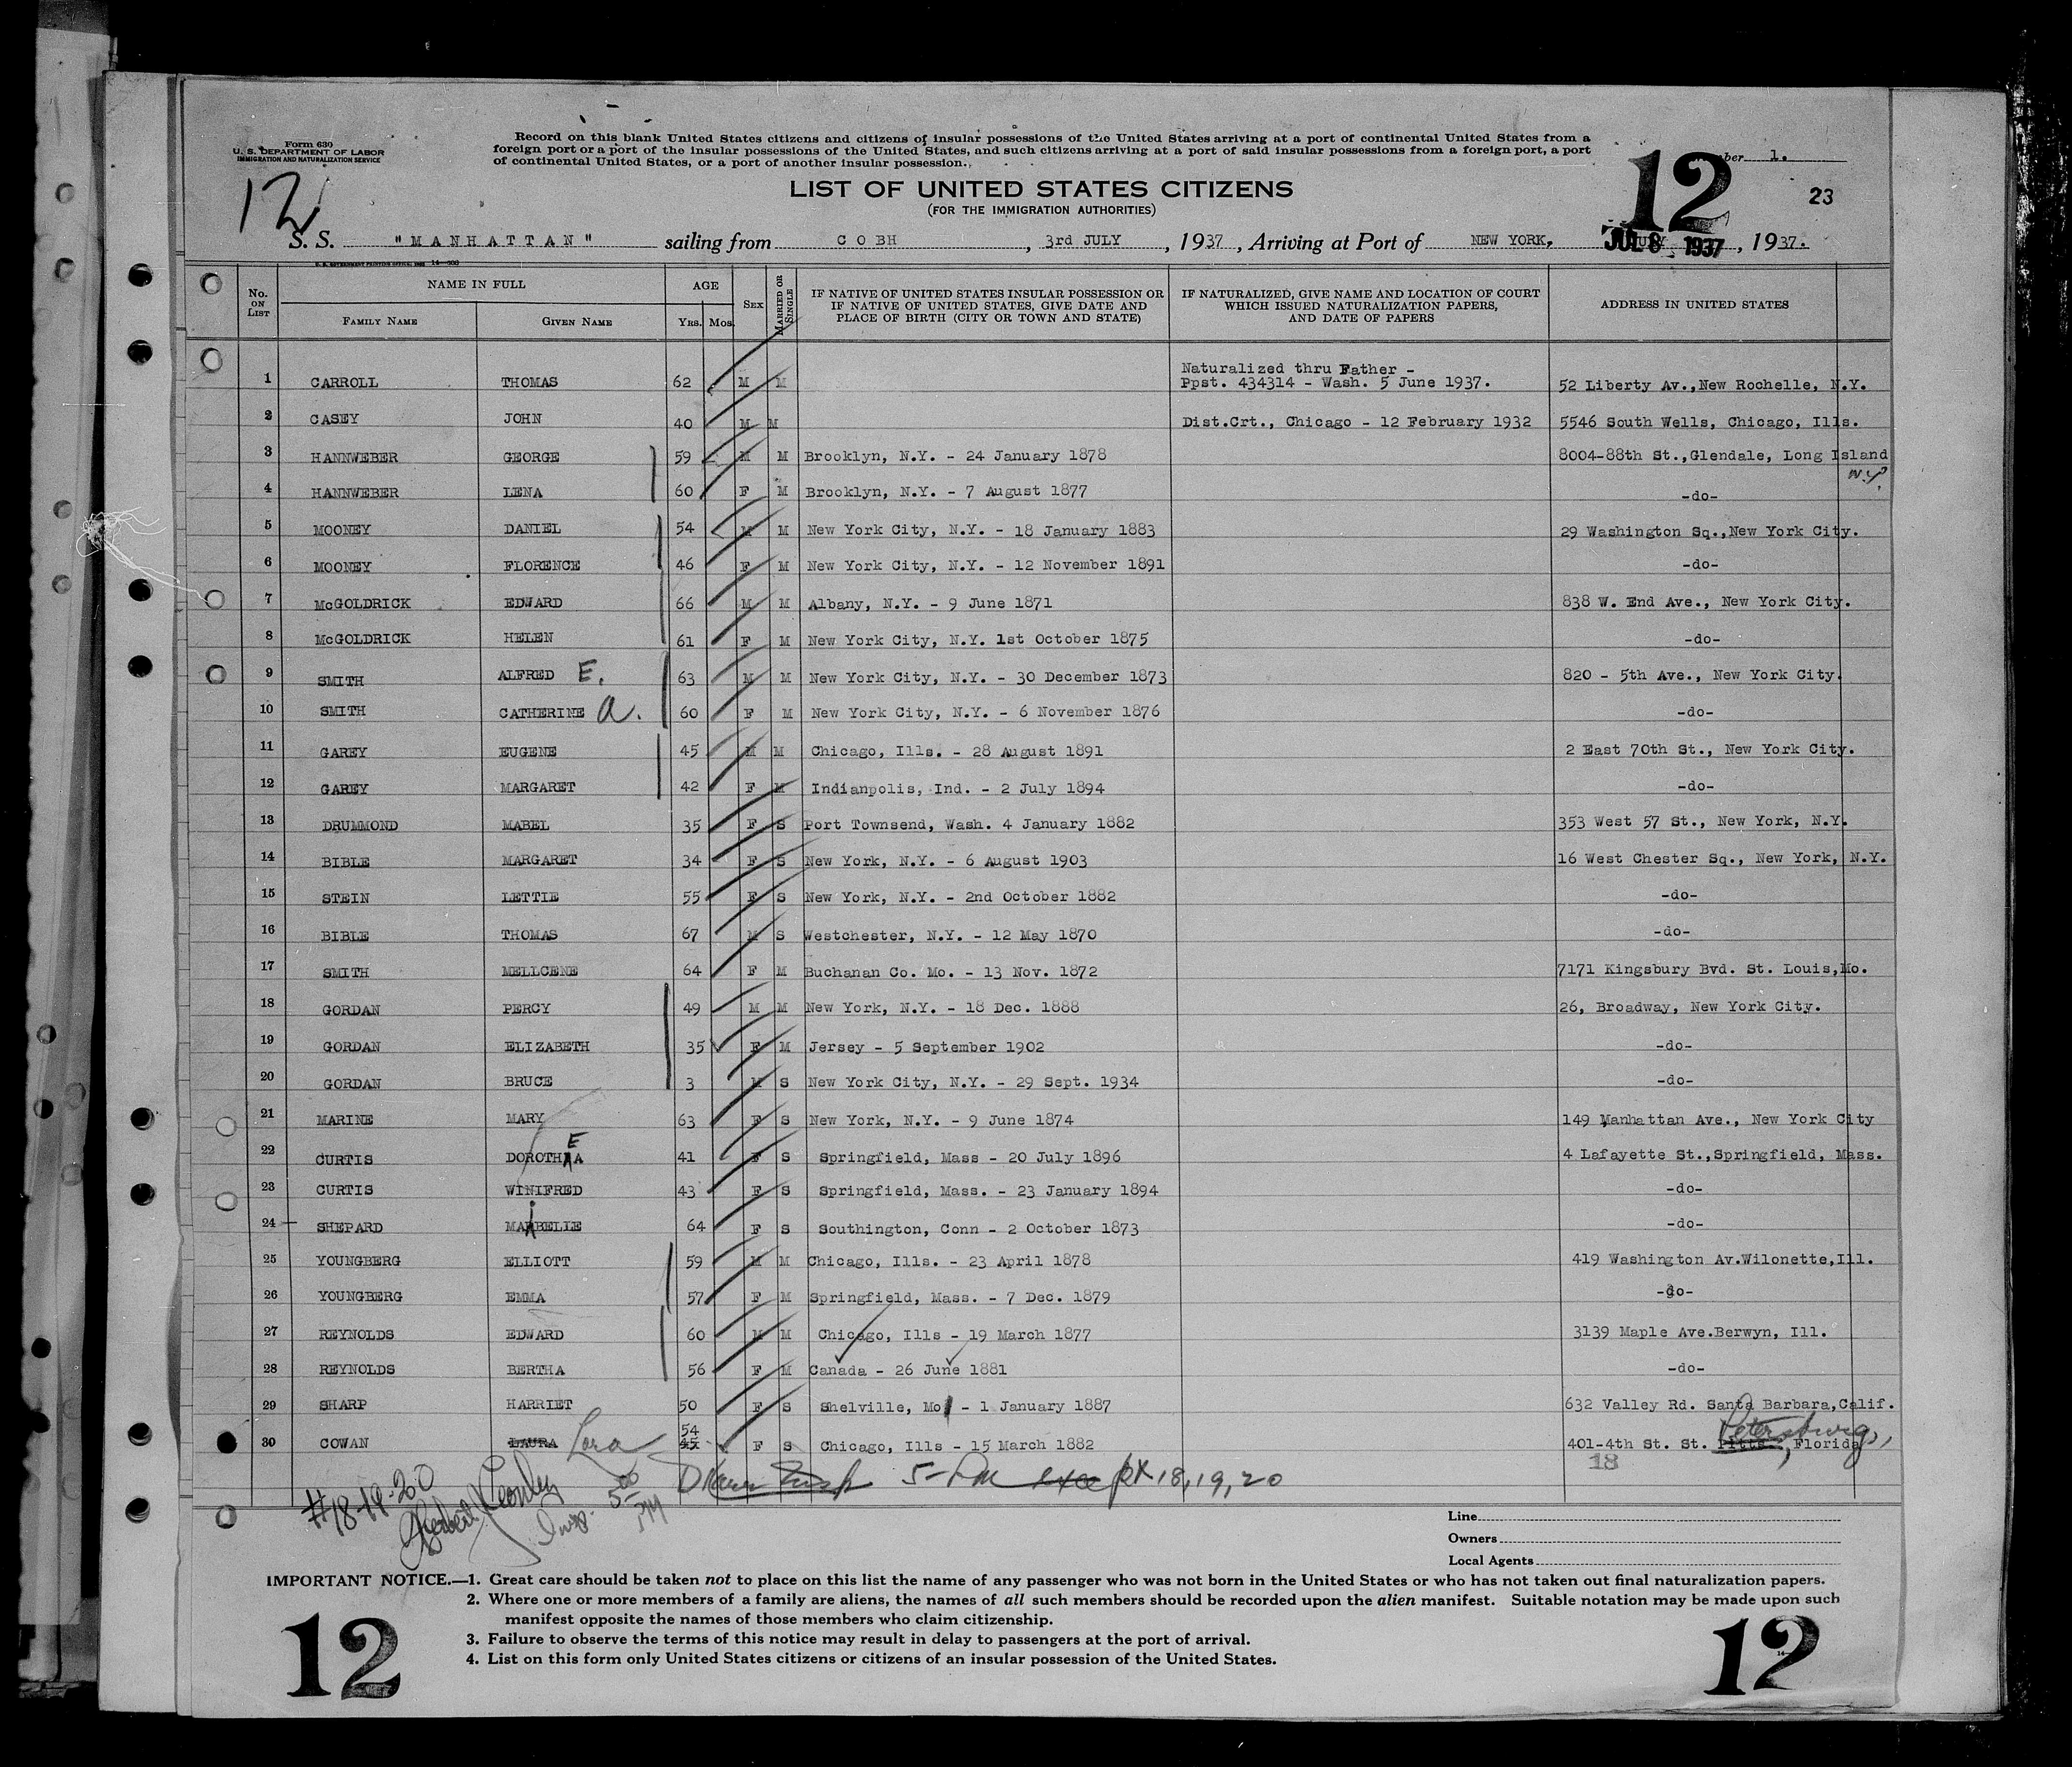 Form 630
U. S. DEPARTMENT OF LABOR
IMMIGRATION AND NATURALIZATION SERVICE
Record on this blank United States citizens and citizens of insular possessions of the United States arriving at a port of continental United States from a
foreign port or a port of the insular possessions of the United States, and such citizens arriving at a port of said insular possessions from a foreign port, a port
of continental United States, or a port of another insular possession.
ber 1.
12
12
23
LIST OF UNITED STATES CITIZENS
(FOR THE IMMIGRATION AUTHORITIES)
S. S. "MANHATTAN" sailing from COBH, 3rd JULY, 1937, Arriving at Port of NEW YORK, JUL 8 1937, 1937.
No. ON LIST NAME IN FULL AGE SEX MARRIED OR SINGLE IF NATIVE OF UNITED STATES INSULAR POSSESSION OR IF NATIVE OF UNITED STATES, GIVE DATE AND PLACE OF BIRTH (CITY OR TOWN AND STATE) IF NATURALIZED, GIVE NAME AND LOCATION OF COURT WHICH ISSUED NATURALIZATION PAPERS, AND DATE OF PAPERS ADDRESS IN UNITED STATES
FAMILY NAME GIVEN NAME YRS. MOS.
1 CARROLL THOMAS 62 M M Naturalized thru Father - Ppst. 434314 - Wash. 5 June 1937. 52 Liberty Av.,New Rochelle, N.Y.
2 CASEY JOHN 40 M M Dist.Crt., Chicago - 12 February 1932 5546 South Wells, Chicago, Ills.
3 HANNWEBER GEORGE 59 M M Brooklyn, N.Y. - 24 January 1878 8004-88th St.,Glendale, Long Island N.Y.
4 HANNWEBER LENA 60 F M Brooklyn, N.Y. - 7 August 1877 -do-
5 MOONEY DANIEL 54 M M New York City, N.Y. - 18 January 1883 29 Washington Sq.,New York City.
6 MOONEY FLORENCE 46 F M New York City, N.Y. - 12 November 1891 -do-
7 McGOLDRICK EDWARD 66 M M Albany, N.Y. - 9 June 1871 838 W. End Ave., New York City.
8 McGOLDRICK HELEN 61 F M New York City, N.Y. 1st October 1875 -do-
9 SMITH ALFRED E. 63 M M New York City, N.Y. - 30 December 1873 820 - 5th Ave., New York City.
10 SMITH CATHERINE A. 60 F M New York City, N.Y. - 6 November 1876 -do-
11 GAREY EUGENE 45 M M Chicago, Ills. - 28 August 1891 2 East 70th St., New York City.
12 GAREY MARGARET 42 F M Indianpolis, Ind. - 2 July 1894 -do-
13 DRUMMOND MABEL 35 F S Port Townsend, Wash. 4 January 1882 353 West 57 St., New York, N.Y.
14 BIBLE MARGARET 34 F S New York, N.Y. - 6 August 1903 16 West Chester Sq., New York, N.Y.
15 STEIN LETTIE 55 F S New York, N.Y. - 2nd October 1882 -do-
16 BIBLE THOMAS 67 M S Westchester, N.Y. - 12 May 1870 -do-
17 SMITH MELLCENE 64 F M Buchanan Co. Mo. - 13 Nov. 1872 7171 Kingsbury Bvd. St. Louis,Mo.
18 GORDAN PERCY 49 M M New York, N.Y. - 18 Dec. 1888 26, Broadway, New York City.
19 GORDAN ELIZABETH 35 F M Jersey - 5 September 1902 -do-
20 GORDAN BRUCE 3 M S New York City, N.Y. - 29 Sept. 1934 -do-
21 MARINE MARY 63 F S New York, N.Y. - 9 June 1874 149 Manhattan Ave., New York City
22 CURTIS DOROTHEA 41 F S Springfield, Mass - 20 July 1896 4 Lafayette St.,Springfield, Mass.
23 CURTIS WINIFRED 43 F S Springfield, Mass. - 23 January 1894 -do-
24 SHEPARD MAiBELLE 64 F S Southington, Conn - 2 October 1873 -do-
25 YOUNGBERG ELLIOTT 59 M M Chicago, Ills. - 23 April 1878 419 Washington Av.Wilonette,Ill.
26 YOUNGBERG EMMA 57 F M Springfield, Mass. - 7 Dec. 1879 -do-
27 REYNOLDS EDWARD 60 M M Chicago, Ills - 19 March 1877 3139 Maple Ave.Berwyn, Ill.
28 REYNOLDS BERTHA 56 F M Canada - 26 June 1881 -do-
29 SHARP HARRIET 50 F S Shelville, Mo - 1 January 1887 632 Valley Rd. Santa Barbara,Calif.
30 COWAN LAURA Lora 54 45 F S Chicago, Ills - 15 March 1882 401-4th St. St. Pitts., Petersburg, Florida
18
5- PM except 18, 19, 20
#18-19-20
Herbert
Insp. 5 00 PM
Line
Owners
Local Agents
IMPORTANT NOTICE.—1. Great care should be taken not to place on this list the name of any passenger who was not born in the United States or who has not taken out final naturalization papers.
2. Where one or more members of a family are aliens, the names of all such members should be recorded upon the alien manifest. Suitable notation may be made upon such
manifest opposite the names of those members who claim citizenship.
3. Failure to observe the terms of this notice may result in delay to passengers at the port of arrival.
4. List on this form only United States citizens or citizens of an insular possession of the United States.
12
12